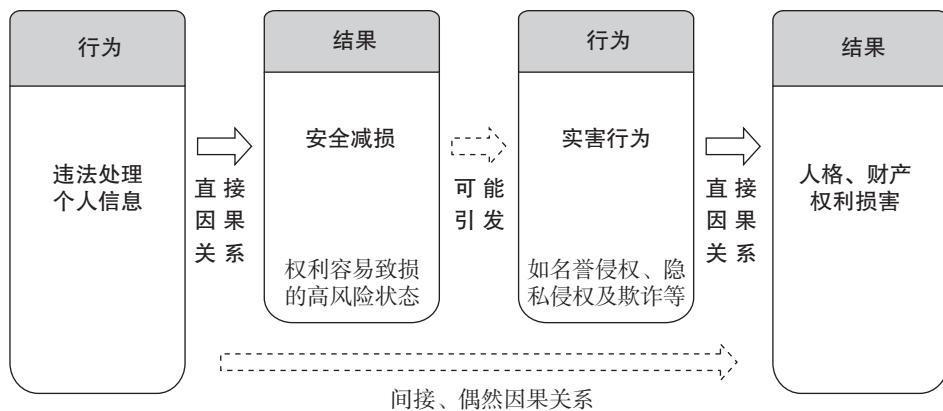 行为
违法处理
个人信息
直接
因果
关系
结果
安全减损
权利容易致损
的高风险状态
可能
引发
行为
实害行为
如名誉侵权、隐
私侵权及欺诈等
直接
因果
关系
结果
人格、财产
权利损害
间接、偶然因果关系